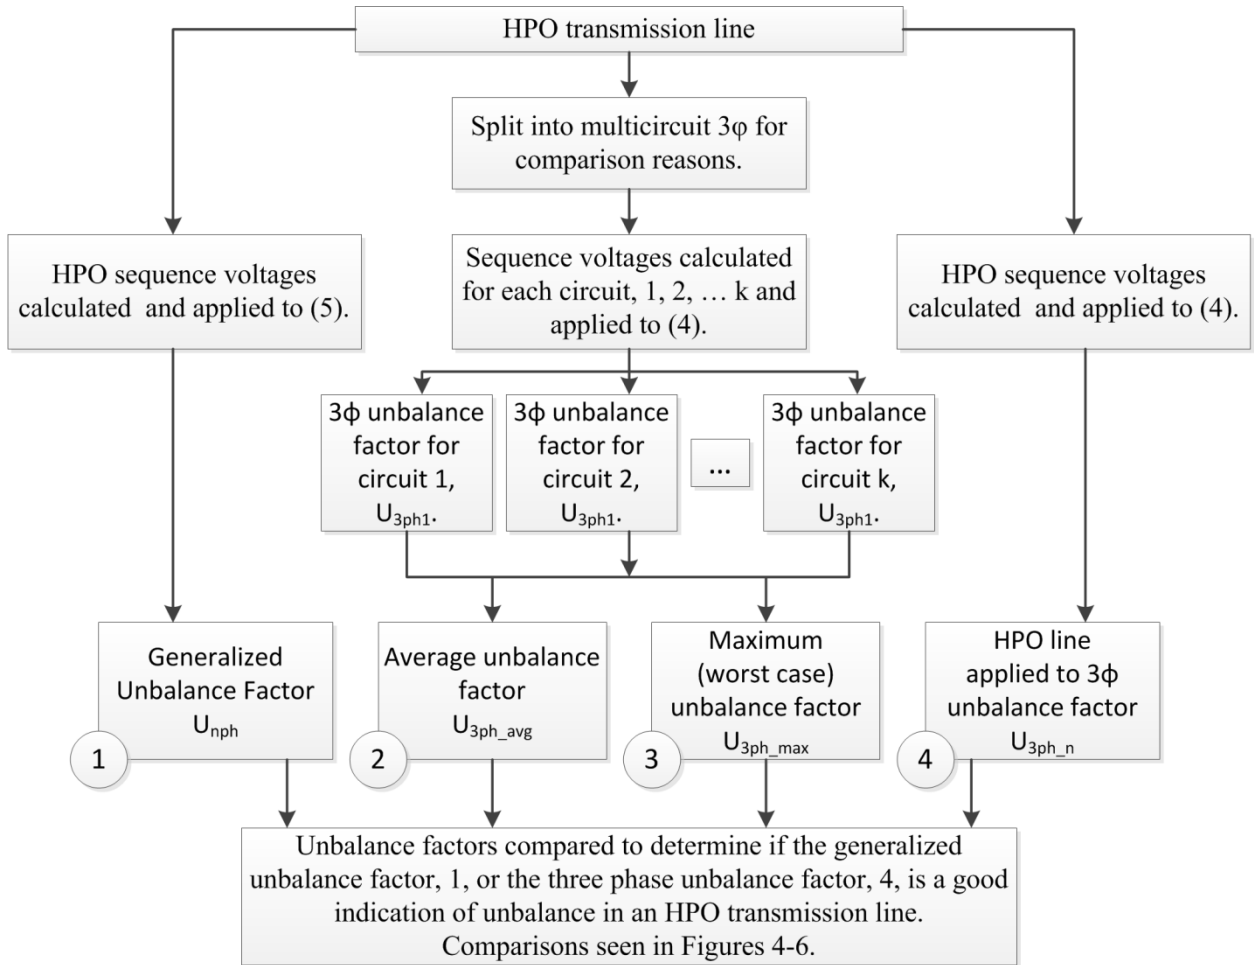 HPO transmission line
Split into multicircuit 3φ for
comparison reasons.
HPO sequence voltages
calculated and applied to (5).
Sequence voltages calculated
for each circuit, 1, 2, … k and
applied to (4).
HPO sequence voltages
calculated and applied to (4).
3ϕ unbalance
factor for
circuit 1,
U3ph1.
3ϕ unbalance
factor for
circuit 2,
U3ph1.
...
3ϕ unbalance
factor for
circuit k,
U3ph1.
Generalized
Unbalance Factor
Unph
1
Average unbalance
factor
U3ph_avg
2
Maximum
(worst case)
unbalance factor
U3ph_max
3
HPO line
applied to 3ϕ
unbalance factor
U3ph_n
4
Unbalance factors compared to determine if the generalized
unbalance factor, 1, or the three phase unbalance factor, 4, is a good
indication of unbalance in an HPO transmission line.
Comparisons seen in Figures 4-6.